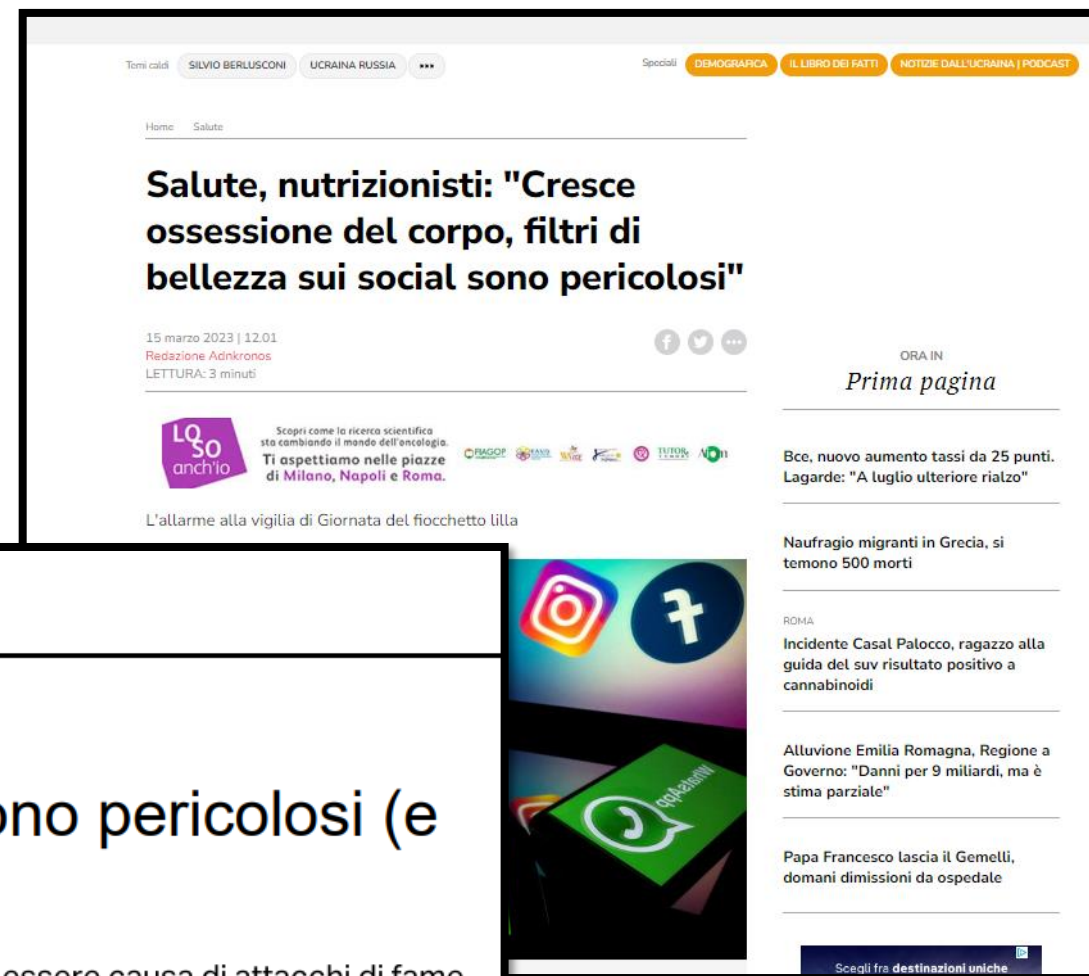 Temi caldi SILVIO BERLUSCONI UCRAINA RUSSIA •••
Speciali DEMOGRAFICA IL LIBRO DEI FATTI NOTIZIE DALL'UCRAINA | PODCAST
Home Salute
Salute, nutrizionisti: "Cresce
ossessione del corpo, filtri di
bellezza sui social sono pericolosi"
15 marzo 2023 | 12.01
Redazione Adnkronos
LETTURA: 3 minuti
LO
SO
anch'io
Scopri come la ricerca scientifica
sta cambiando il mondo dell'oncologia.
Ti aspettiamo nelle piazze
di Milano, Napoli e Roma.
FIAGOP
L'allarme alla vigilia di Giornata del fiocchetto lilla
WhatsApp
ORA IN
Prima pagina
Bce, nuovo aumento tassi da 25 punti.
Lagarde: "A luglio ulteriore rialzo"
Naufragio migranti in Grecia, si
temono 500 morti
ROMA
Incidente Casal Palocco, ragazzo alla
guida del suv risultato positivo a
cannabinoidi
Alluvione Emilia Romagna, Regione a
Governo: "Danni per 9 miliardi, ma è
stima parziale"
Papa Francesco lascia il Gemelli,
domani dimissioni da ospedale
Scegli fra destinazioni uniche
ono pericolosi (e
essere causa di attacchi di fame